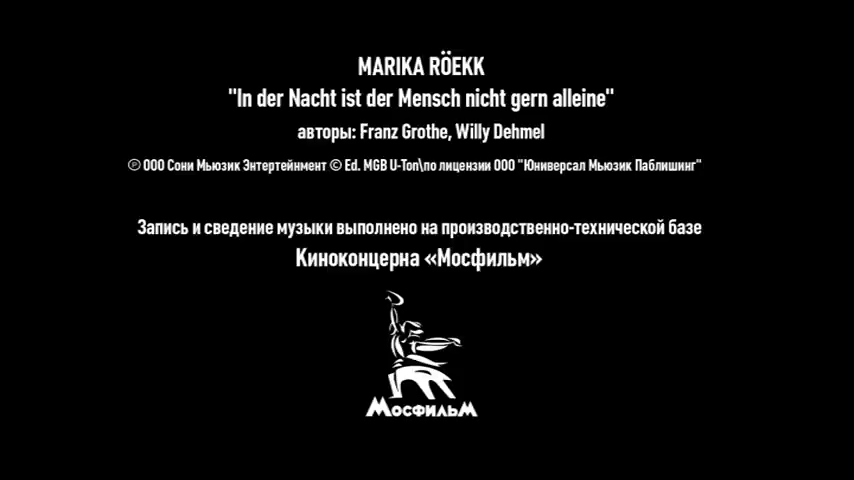 MARIKA RÖEKK
"In der Nacht ist der Mensch nicht gern alleine"
авторы: Franz Grothe, Willy Dehmel
℗ ООО Сони Мьюзик Энтертейнмент © Ed. MGB U-Ton\по лицензии ООО "Юниверсал Мьюзик Паблишинг"
Запись и сведение музыки выполнено на производственно-технической базе
Киноконцерна «Мосфильм»
МОСФИЛЬМ